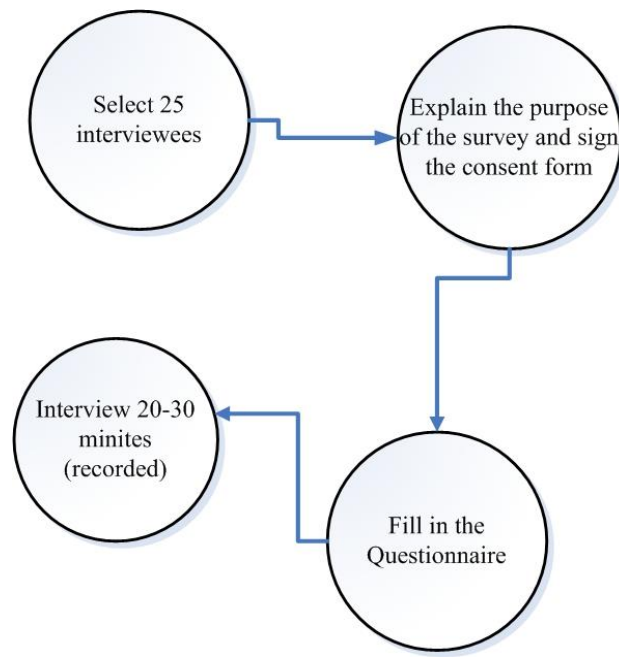 Select 25
interviewees
Explain the purpose
of the survey and sign
the consent form
Fill in the
Questionnaire
Interview 20-30
minites
(recorded)